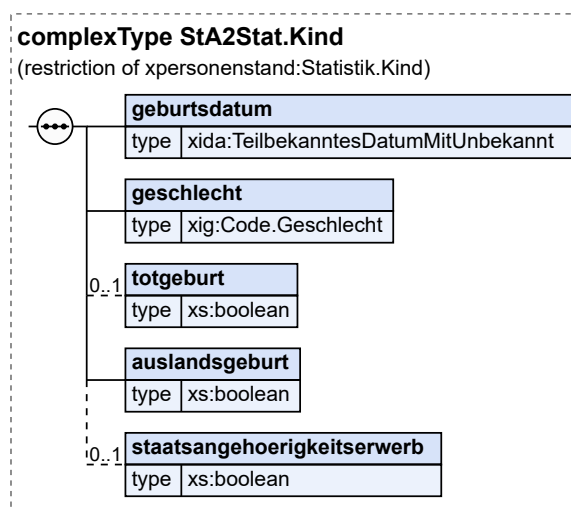 complexType StA2Stat.Kind
(restriction of xpersonenstand:Statistik.Kind)
geburtsdatum
type xida:TeilbekanntesDatumMitUnbekannt
geschlecht
type xig:Code.Geschlecht
0..1 totgeburt
type xs:boolean
auslandsgeburt
type xs:boolean
0..1 staatsangehoerigkeitserwerb
type xs:boolean